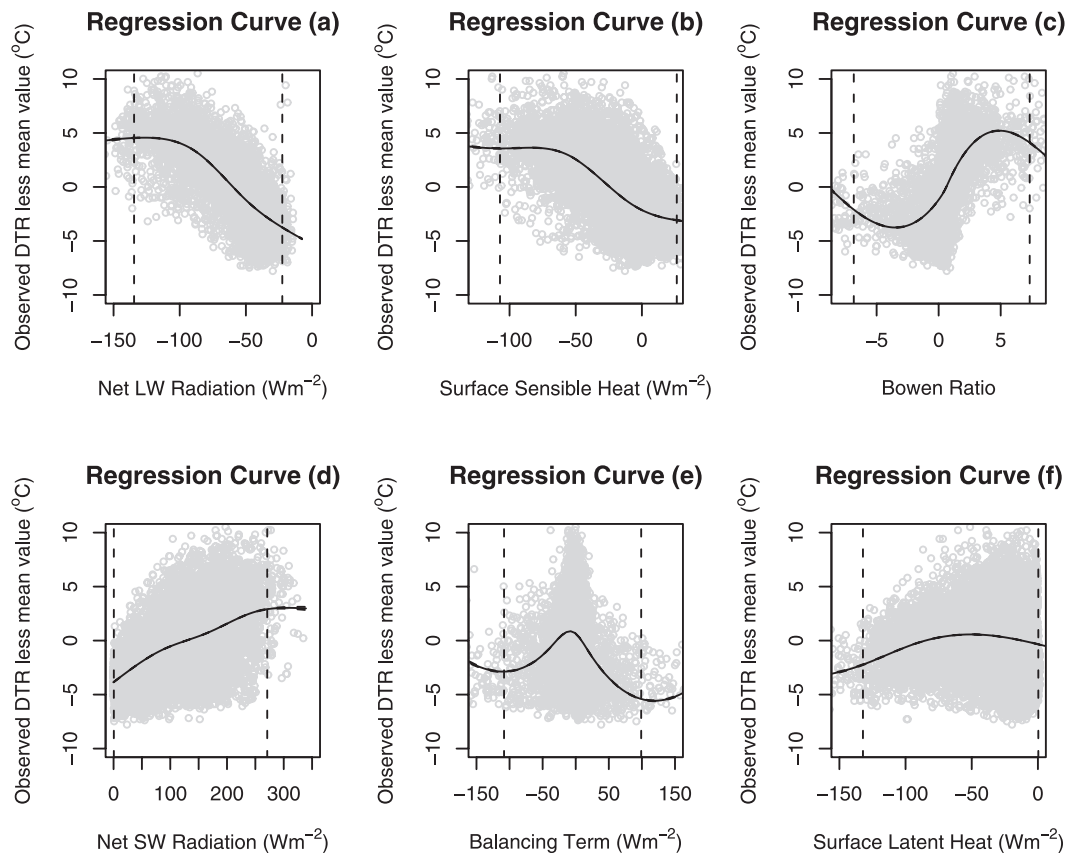 Regression Curve (a)
Observed DTR less mean value (°C)
10
5
0
−5
−10
−150 −100 −50 0
Net LW Radiation (Wm⁻²)
Regression Curve (b)
Observed DTR less mean value (°C)
10
5
0
−5
−10
−100 −50 0
Surface Sensible Heat (Wm⁻²)
Regression Curve (c)
Observed DTR less mean value (°C)
10
5
0
−5
−10
−5 0 5
Bowen Ratio
Regression Curve (d)
Observed DTR less mean value (°C)
10
5
0
−5
−10
0 100 200 300
Net SW Radiation (Wm⁻²)
Regression Curve (e)
Observed DTR less mean value (°C)
10
5
0
−5
−10
−150 −50 50 150
Balancing Term (Wm⁻²)
Regression Curve (f)
Observed DTR less mean value (°C)
10
5
0
−5
−10
−150 −100 −50 0
Surface Latent Heat (Wm⁻²)